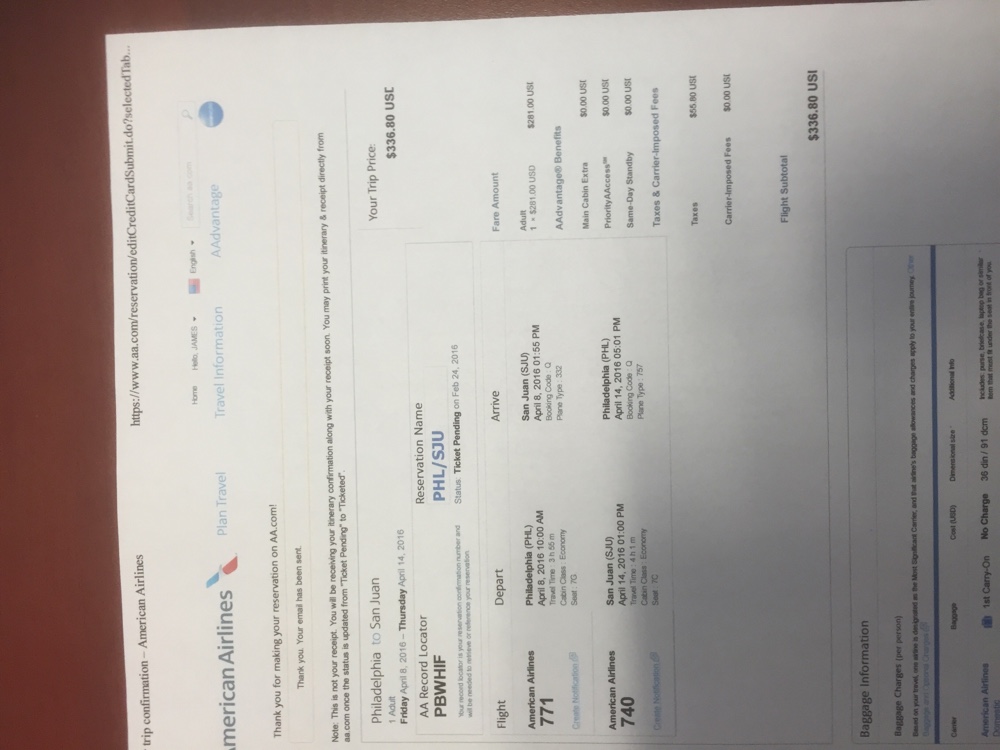 trip confirmation – American Airlines
https://www.aa.com/reservation/editCreditCardSubmit.do?selectedTab...
Home
Hello, JAMES
English
Search aa.com
American Airlines
Plan Travel
Travel Information
AAdvantage
Thank you for making your reservation on AA.com!
Thank you. Your email has been sent.
Note: This is not your receipt. You will be receiving your itinerary confirmation along with your receipt soon. You may print your itinerary & receipt directly from
aa.com once the status is updated from "Ticket Pending" to "Ticketed".
Philadelphia to San Juan
1 Adult
Friday April 8, 2016 – Thursday April 14, 2016
Your Trip Price:
$336.80 USD
AA Record Locator
PBWHIF
Your record locator is your reservation confirmation number and
will be needed to retrieve or reference your reservation.
Reservation Name
PHL/SJU
Status: Ticket Pending on Feb 24, 2016
Flight
Depart
Arrive
American Airlines
771
Create Notification
Philadelphia (PHL)
April 8, 2016 10:00 AM
Travel Time : 3 h 55 m
Cabin Class : Economy
Seat : 7G
San Juan (SJU)
April 8, 2016 01:55 PM
Booking Code : Q
Plane Type : 332
American Airlines
740
Create Notification
San Juan (SJU)
April 14, 2016 01:00 PM
Travel Time : 4 h 1 m
Cabin Class : Economy
Seat : 7C
Philadelphia (PHL)
April 14, 2016 05:01 PM
Booking Code : Q
Plane Type : 757
Fare Amount
Adult
1 × $281.00 USD
$281.00 USD
AAdvantage® Benefits
Main Cabin Extra
$0.00 USD
PriorityAAccess℠
$0.00 USD
Same-Day Standby
$0.00 USD
Taxes & Carrier-Imposed Fees
Taxes
$55.80 USD
Carrier-Imposed Fees
$0.00 USD
Flight Subtotal
$336.80 USD
Baggage Information
Baggage Charges (per person)
Based on your travel, one airline is designated as the Most Significant Carrier, and that airline's baggage allowances and charges apply to your entire journey. Other
Baggage and Optional Charges
Carrier
Baggage
Cost (USD)
Dimensional size
Additional Info
American Airlines
1st Carry-On
No Charge
36 din / 91 dcm
Includes: purse, briefcase, laptop bag or similar
item that must fit under the seat in front of you.